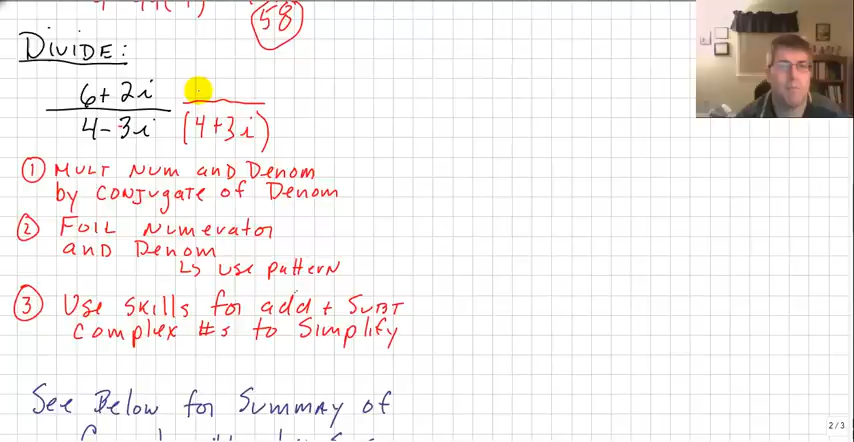 58
DIVIDE:
6+2i
4-3i (4+3i)
① MULT NUM AND DENOM
by CONJUGATE OF DENOM
② FOIL NUMERATOR
AND DENOM
↳ USE PATTERN
③ USE SKILLS for add + SUBT
COMPLEX #s to SIMPLIFY
SEE BELOW FOR SUMMARY OF
2/3